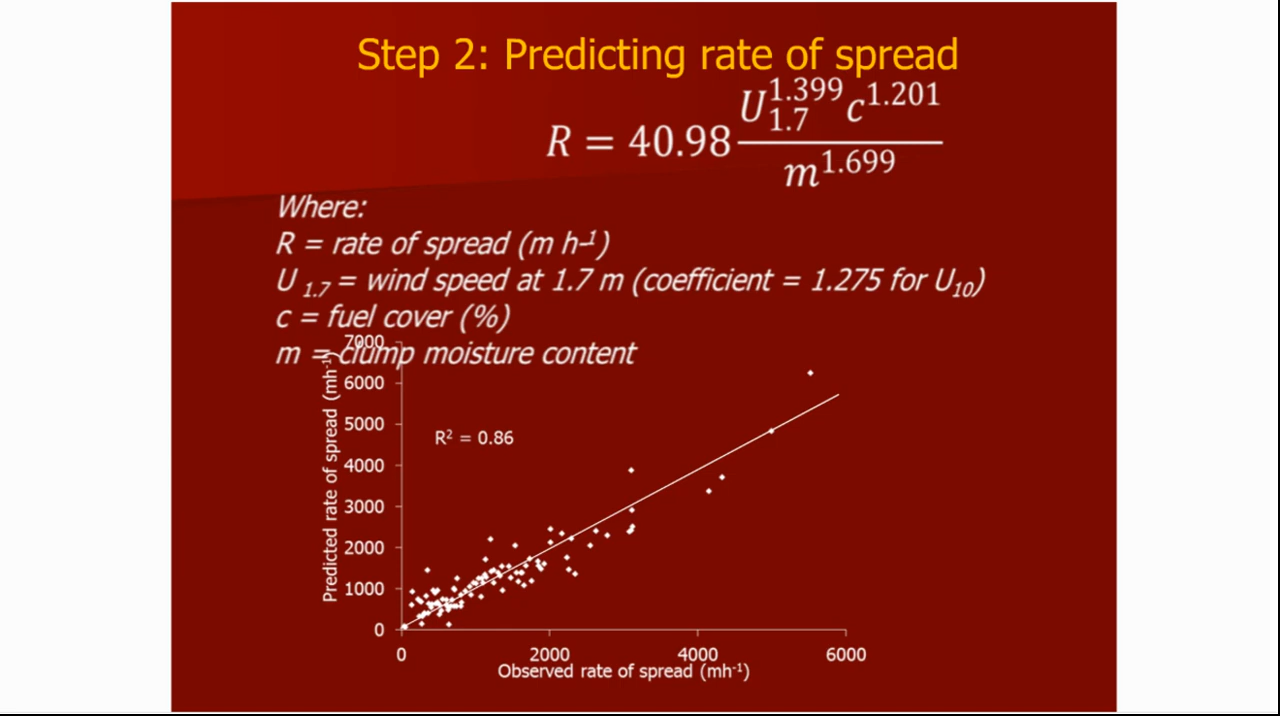 Step 2: Predicting rate of spread
R = 40.98 \frac{U_{1.7}^{1.399} c^{1.201}}{m^{1.699}}
Where:
R = rate of spread (m h-¹)
U 1.7 = wind speed at 1.7 m (coefficient = 1.275 for U10)
c = fuel cover (%)
m = clump moisture content
Predicted rate of spread (mh-¹)
7000
6000
5000
4000
3000
2000
1000
0
R² = 0.86
0 2000 4000 6000
Observed rate of spread (mh-¹)